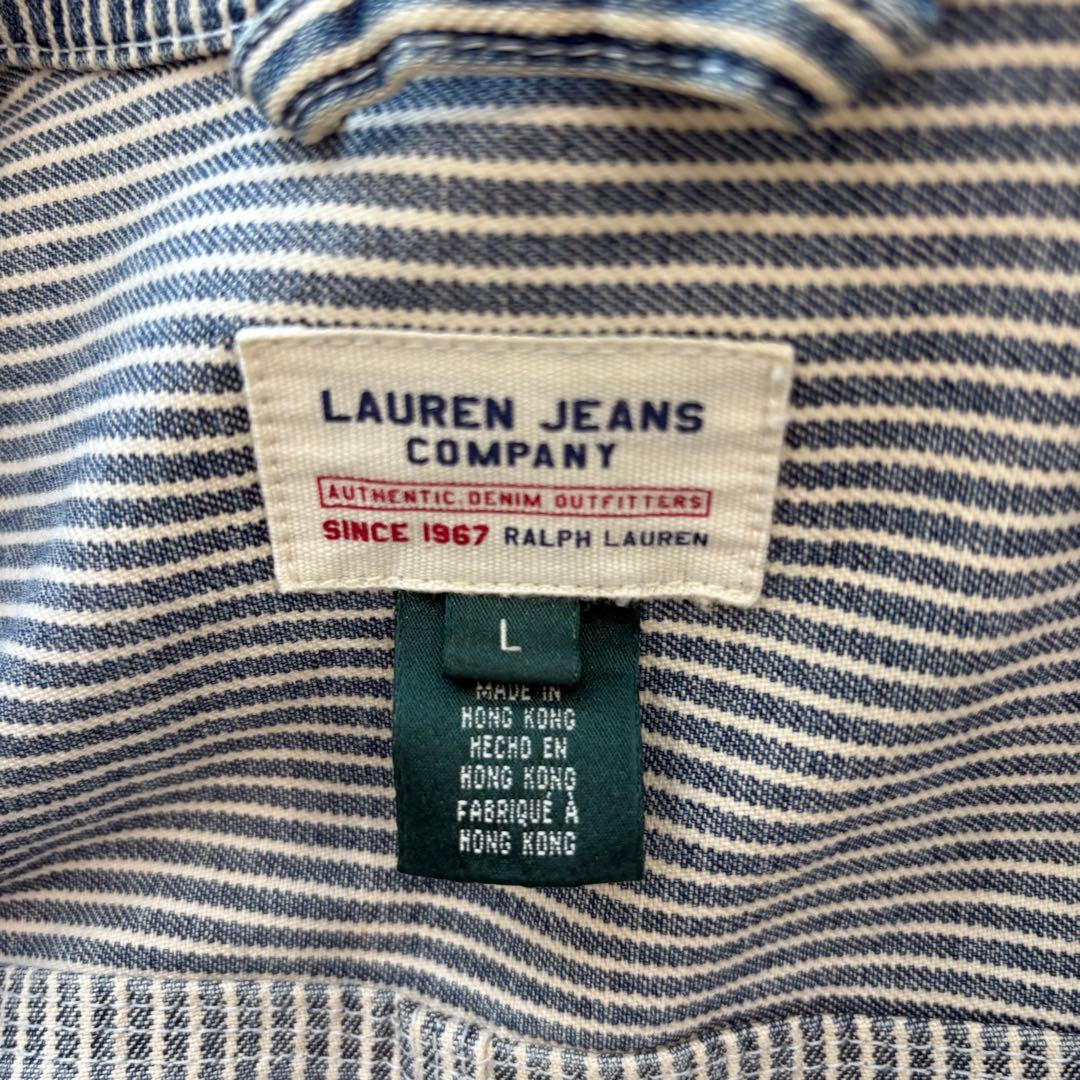 LAUREN JEANS
COMPANY
AUTHENTIC DENIM OUTFITTERS
SINCE 1967 RALPH LAUREN
L
MADE IN
HONG KONG
HECHO EN
HONG KONG
FABRIQUÉ À
HONG KONG